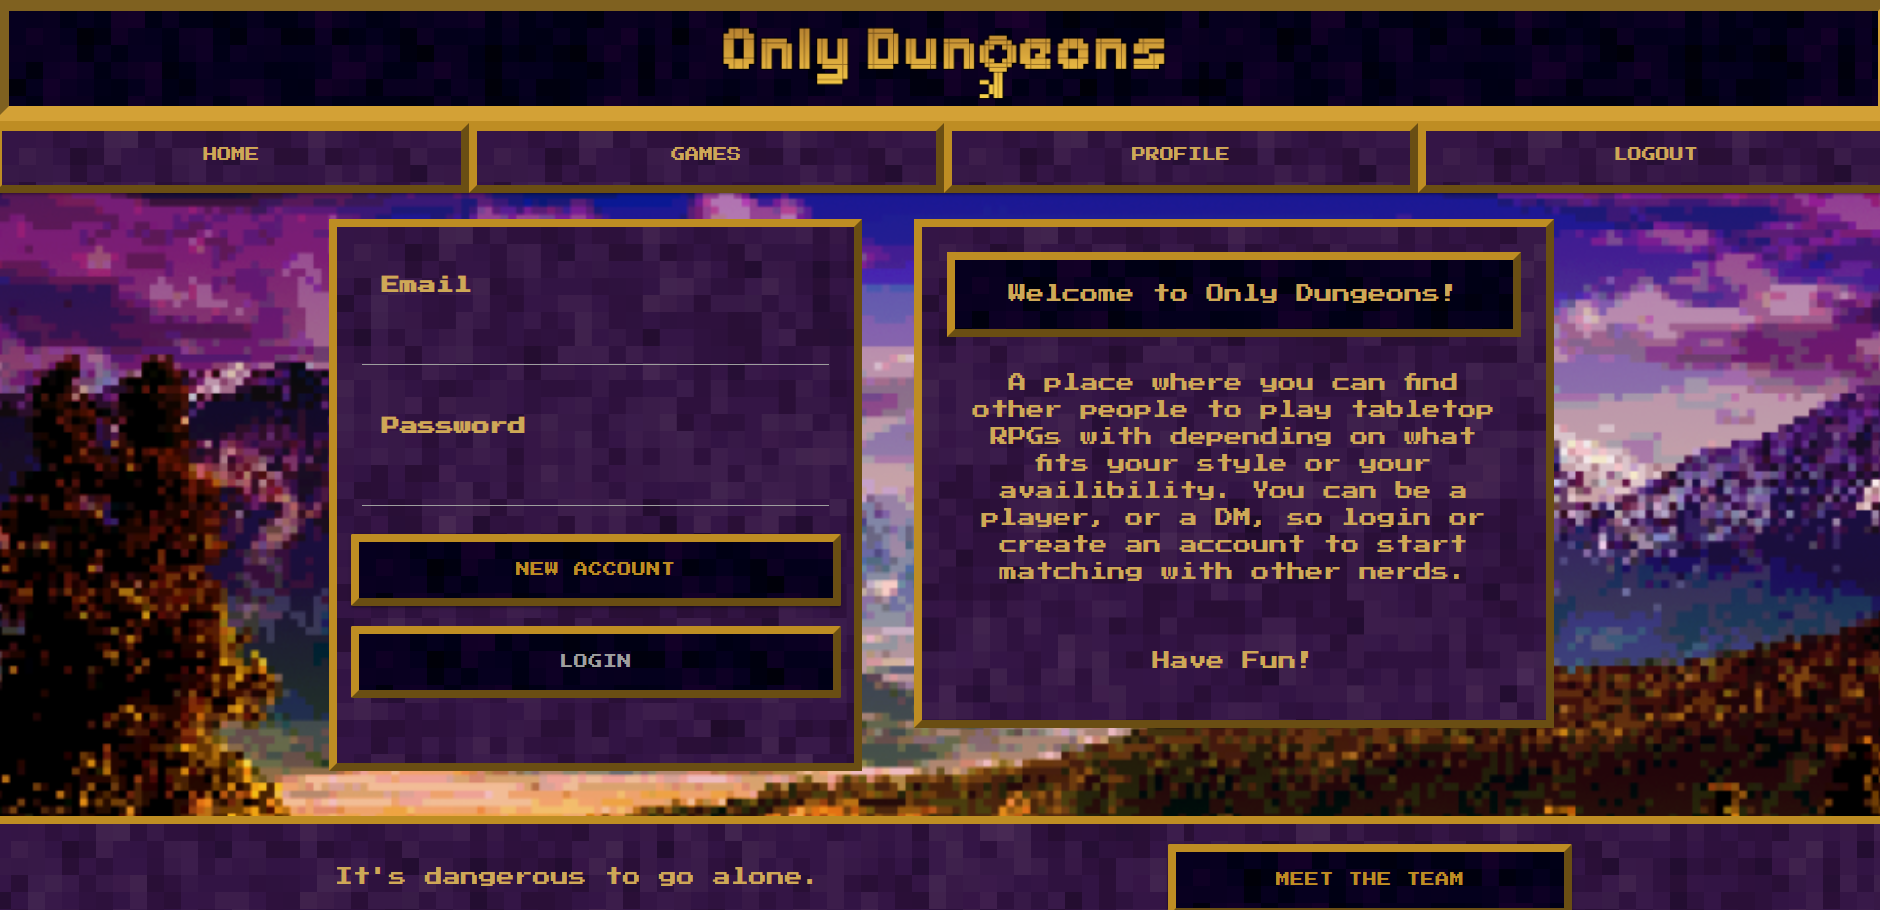 Only Dungeons
HOME
GAMES
PROFILE
LOGOUT
Email
Password
NEW ACCOUNT
LOGIN
Welcome to Only Dungeons!
A place where you can find
other people to play tabletop
RPGs with depending on what
fits your style or your
availibility. You can be a
player, or a DM, so login or
create an account to start
matching with other nerds.
Have Fun!
It's dangerous to go alone.
MEET THE TEAM